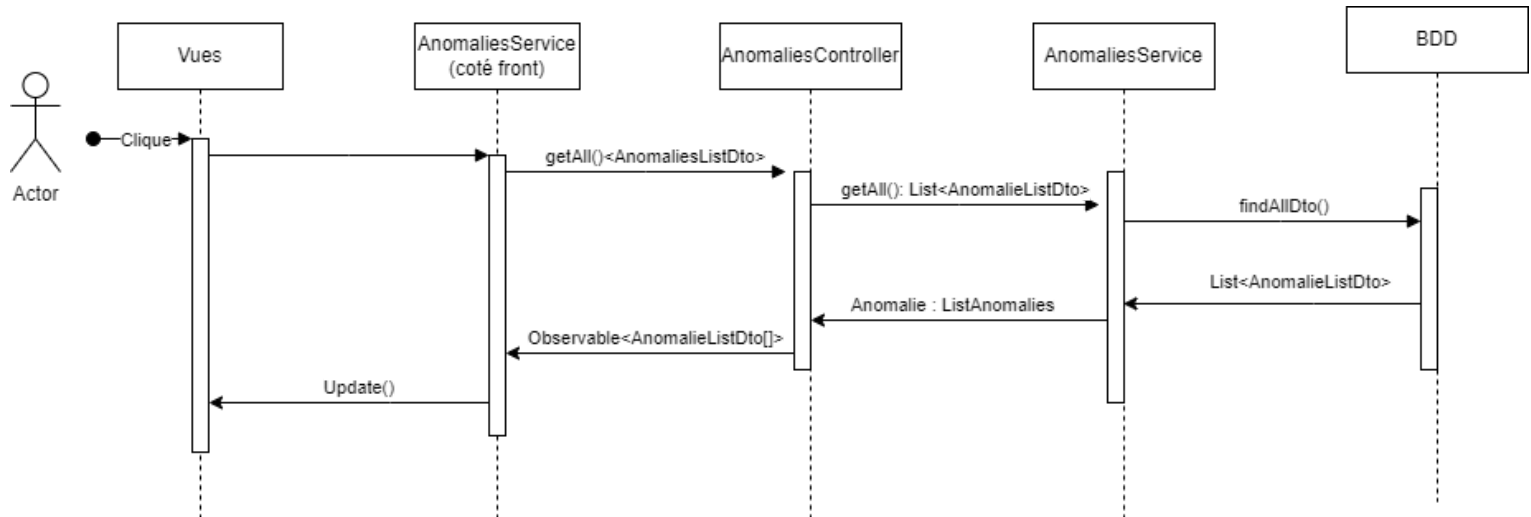 Vues
AnomaliesService
(coté front)
AnomaliesController
AnomaliesService
BDD
Actor
Clique
getAll()<AnomaliesListDto>
getAll(): List<AnomalieListDto>
findAllDto()
List<AnomalieListDto>
Anomalie : ListAnomalies
Observable<AnomalieListDto[]>
Update()